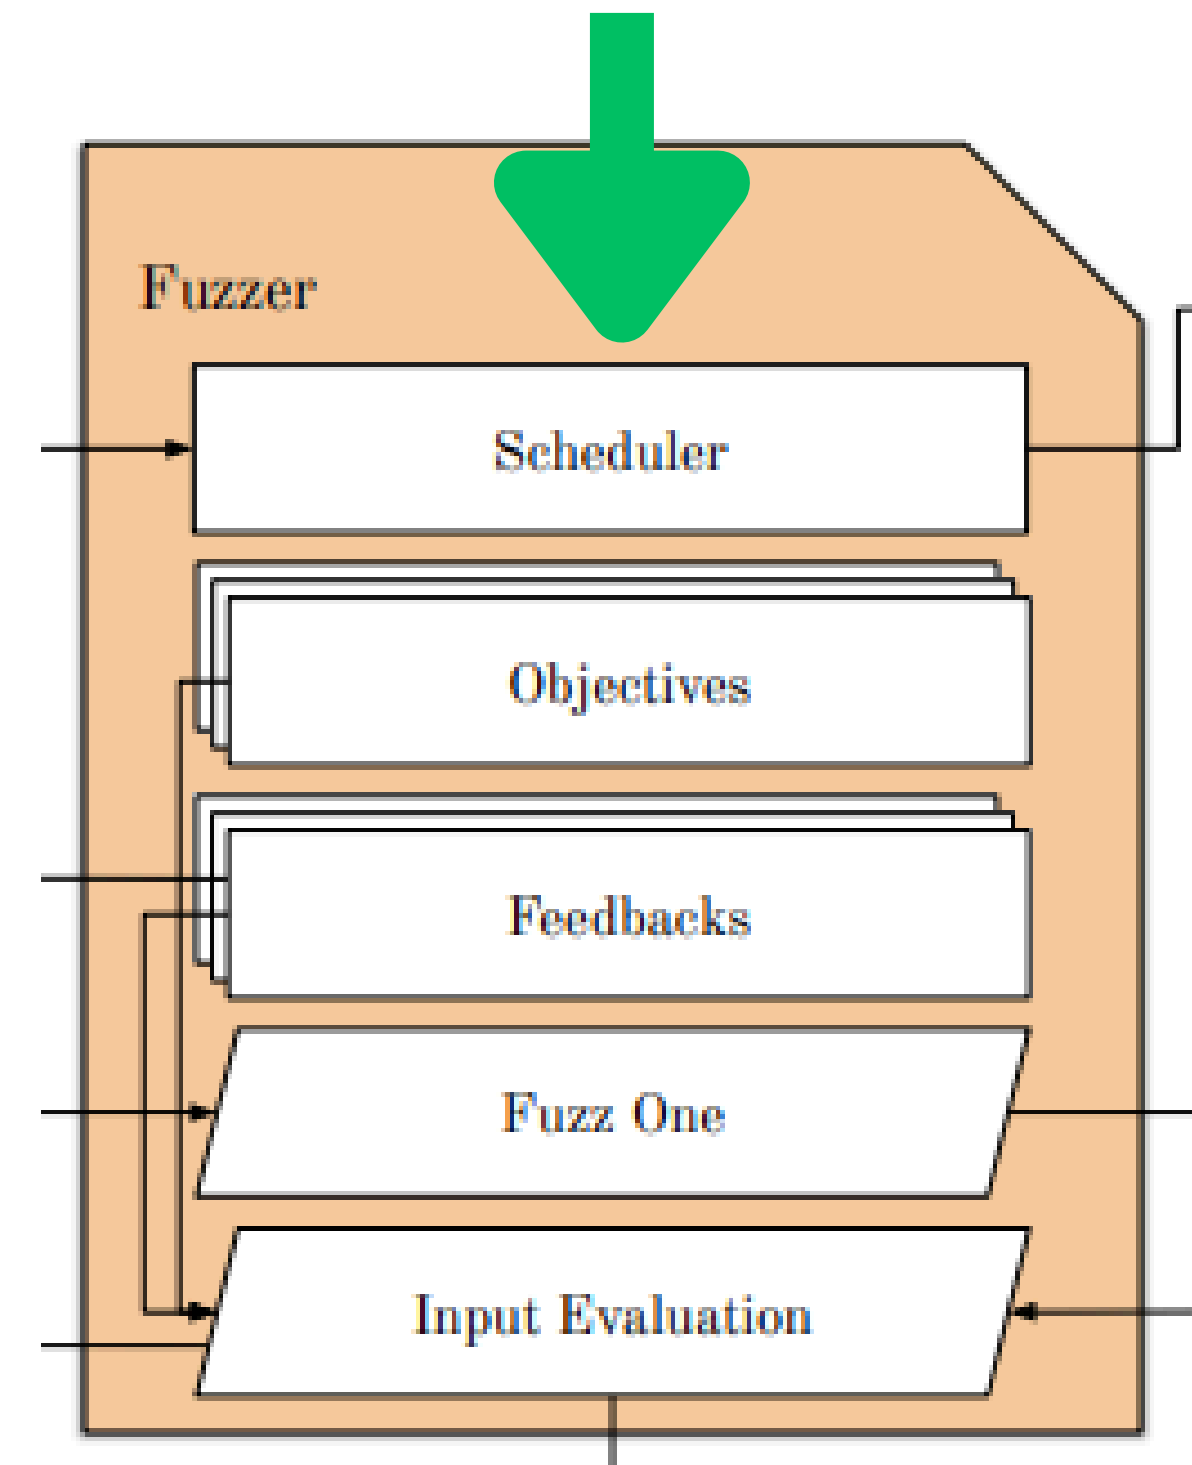 Fuzzer
Scheduler
Objectives
Feedbacks
Fuzz One
Input Evaluation